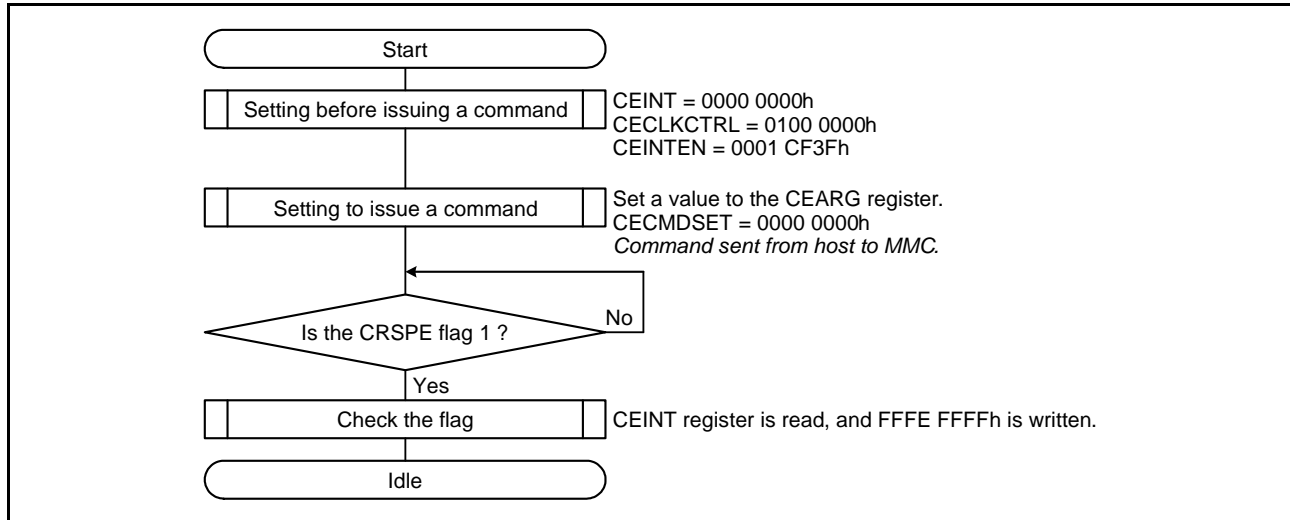 Start
Setting before issuing a command
CEINT = 0000 0000h
CECLKCTRL = 0100 0000h
CEINTEN = 0001 CF3Fh
Setting to issue a command
Set a value to the CEARG register.
CECMDSET = 0000 0000h
Command sent from host to MMC.
Is the CRSPE flag 1 ?
No
Yes
Check the flag
CEINT register is read, and FFFE FFFFh is written.
Idle